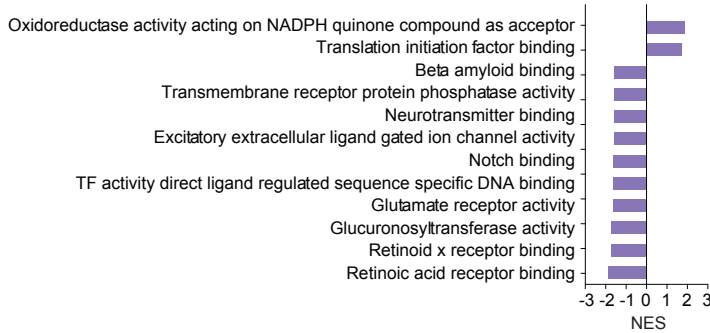 Oxidoreductase activity acting on NADPH quinone compound as acceptor
Translation initiation factor binding
Beta amyloid binding
Transmembrane receptor protein phosphatase activity
Neurotransmitter binding
Excitatory extracellular ligand gated ion channel activity
Notch binding
TF activity direct ligand regulated sequence specific DNA binding
Glutamate receptor activity
Glucuronosyltransferase activity
Retinoid x receptor binding
Retinoic acid receptor binding
-3 -2 -1 0 1 2 3
NES